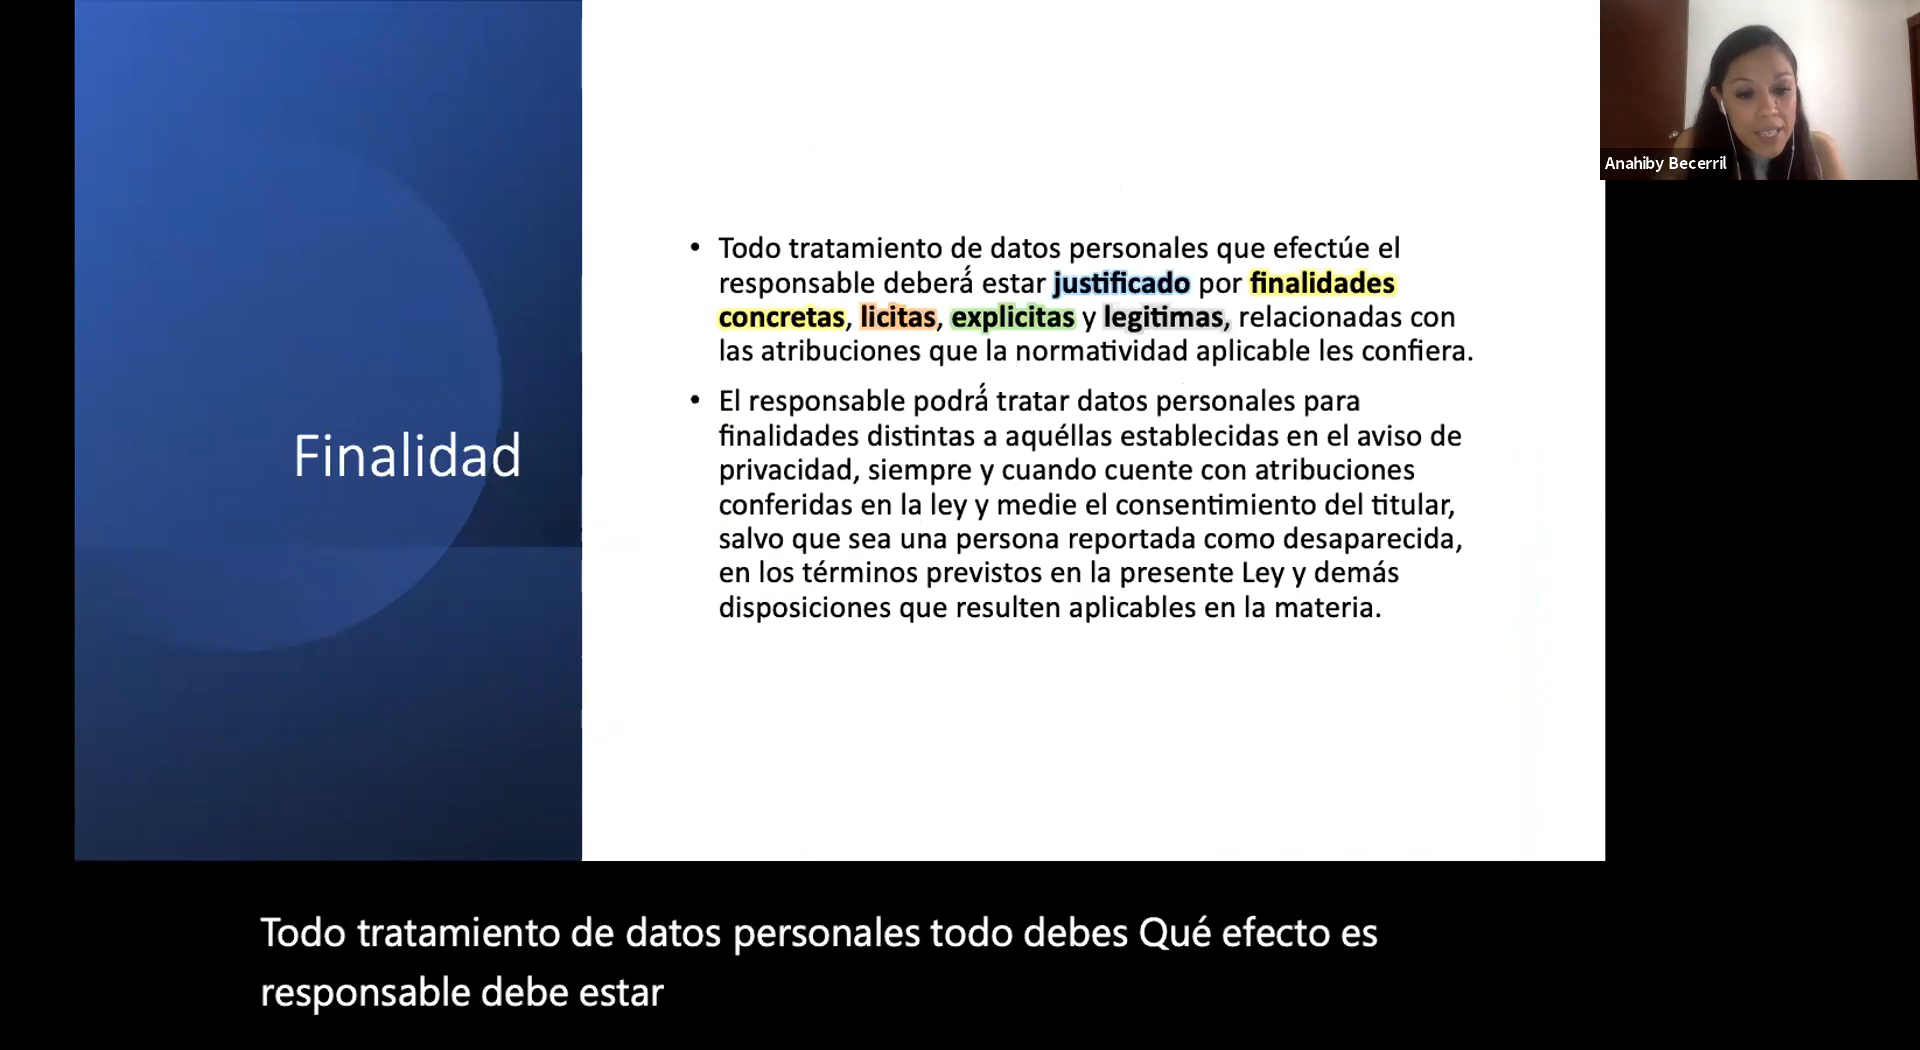 Finalidad
• Todo tratamiento de datos personales que efectúe el
responsable deberá́ estar justificado por finalidades
concretas, licitas, explicitas y legitimas, relacionadas con
las atribuciones que la normatividad aplicable les confiera.
• El responsable podrá́ tratar datos personales para
finalidades distintas a aquéllas establecidas en el aviso de
privacidad, siempre y cuando cuente con atribuciones
conferidas en la ley y medie el consentimiento del titular,
salvo que sea una persona reportada como desaparecida,
en los términos previstos en la presente Ley y demás
disposiciones que resulten aplicables en la materia.
Anahiby Becerril
Todo tratamiento de datos personales todo debes Qué efecto es
responsable debe estar